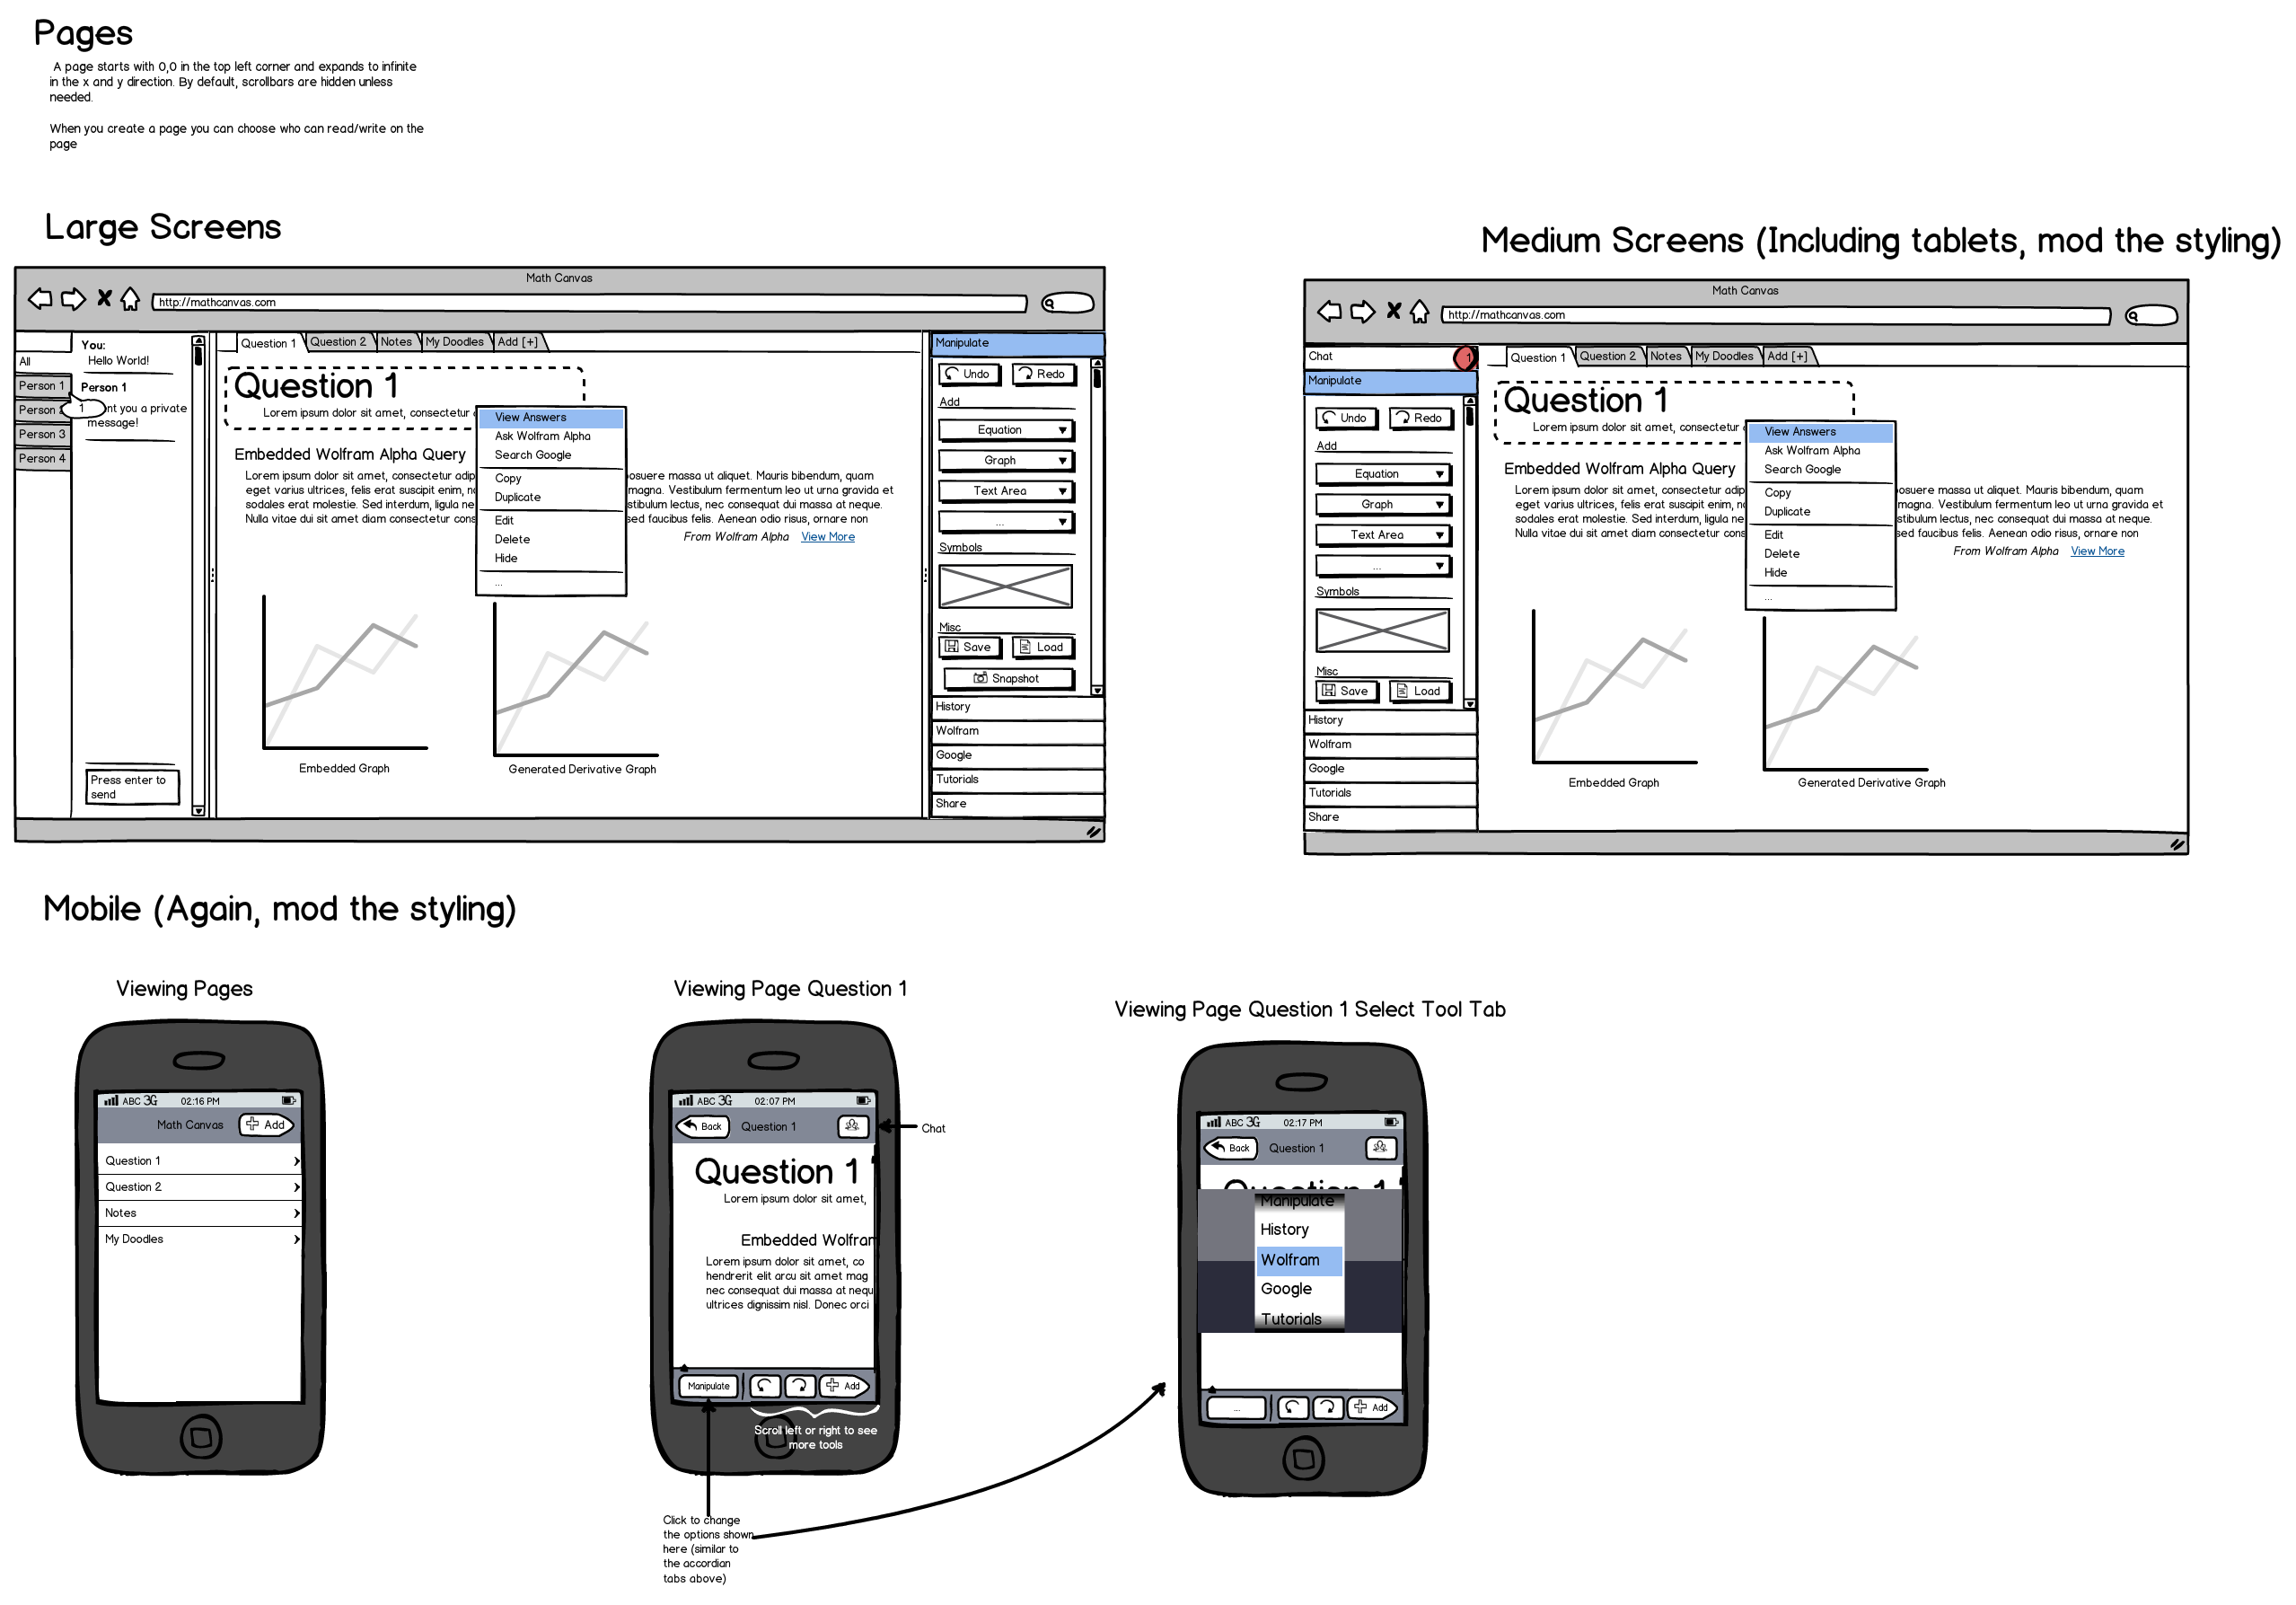 Pages
A page starts with 0,0 in the top left corner and expands to infinite
in the x and y direction. By default, scrollbars are hidden unless
needed.
When you create a page you can choose who can read/write on the
page
Large Screens
Math Canvas
http://mathcanvas.com
All
Person 1
Person
Person 3
Person 4
1
You:
Hello World!
Person 1
nt you a private
message!
Press enter to
send
Question 1
Question 2
Notes
My Doodles
Add [+]
Question 1
Lorem ipsum dolor sit amet, consectetur
Embedded Wolfram Alpha Query
Lorem ipsum dolor sit amet, consectetur adip
posuere massa ut aliquet. Mauris bibendum, quam
eget varius ultrices, felis erat suscipit enim, no
magna. Vestibulum fermentum leo ut urna gravida et
sodales erat molestie. Sed interdum, ligula ne
stibulum lectus, nec consequat dui massa at neque.
Nulla vitae dui sit amet diam consectetur cons
sed faucibus felis. Aenean odio risus, ornare non
From Wolfram Alpha View More
View Answers
Ask Wolfram Alpha
Search Google
Copy
Duplicate
Edit
Delete
Hide
...
Embedded Graph
Generated Derivative Graph
Manipulate
Undo
Redo
Add
Equation
Graph
Text Area
...
Symbols
Misc
Save
Load
Snapshot
History
Wolfram
Google
Tutorials
Share
Medium Screens (Including tablets, mod the styling)
Math Canvas
http://mathcanvas.com
Chat
1
Manipulate
Undo
Redo
Add
Equation
Graph
Text Area
...
Symbols
Misc
Save
Load
History
Wolfram
Google
Tutorials
Share
Question 1
Question 2
Notes
My Doodles
Add [+]
Question 1
Lorem ipsum dolor sit amet, consectetur
Embedded Wolfram Alpha Query
Lorem ipsum dolor sit amet, consectetur adip
posuere massa ut aliquet. Mauris bibendum, quam
eget varius ultrices, felis erat suscipit enim, no
magna. Vestibulum fermentum leo ut urna gravida et
sodales erat molestie. Sed interdum, ligula ne
stibulum lectus, nec consequat dui massa at neque.
Nulla vitae dui sit amet diam consectetur cons
sed faucibus felis. Aenean odio risus, ornare non
From Wolfram Alpha View More
View Answers
Ask Wolfram Alpha
Search Google
Copy
Duplicate
Edit
Delete
Hide
...
Embedded Graph
Generated Derivative Graph
Mobile (Again, mod the styling)
Viewing Pages
ABC 3G 02:16 PM
Math Canvas
Add
Question 1
Question 2
Notes
My Doodles
Viewing Page Question 1
ABC 3G 02:07 PM
Back
Question 1
Chat
Question 1
Lorem ipsum dolor sit amet,
Embedded Wolfram
Lorem ipsum dolor sit amet, co
hendrerit elit arcu sit amet mag
nec consequat dui massa at nequ
ultrices dignissim nisl. Donec orci
Manipulate
Add
Scroll left or right to see
more tools
Click to change
the options shown
here (similar to
the accordian
tabs above)
Viewing Page Question 1 Select Tool Tab
ABC 3G 02:17 PM
Back
Question 1
Question 1
Manipulate
History
Wolfram
Google
Tutorials
...
Add